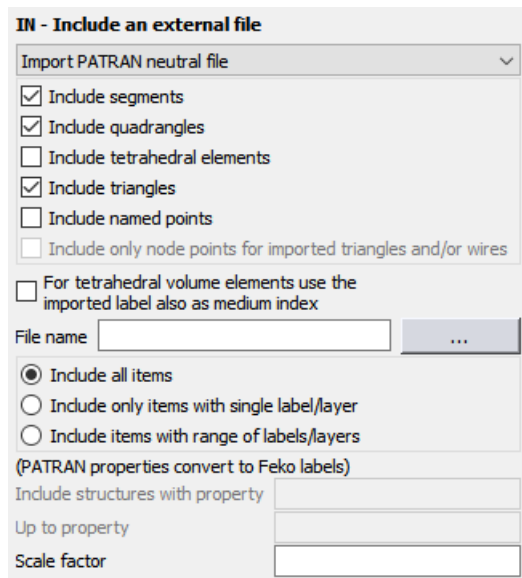 IN - Include an external file
Import PATRAN neutral file
Include segments
Include quadrangles
Include tetrahedral elements
Include triangles
Include named points
Include only node points for imported triangles and/or wires
For tetrahedral volume elements use the
imported label also as medium index
File name ...
Include all items
Include only items with single label/layer
Include items with range of labels/layers
(PATRAN properties convert to Feko labels)
Include structures with property
Up to property
Scale factor